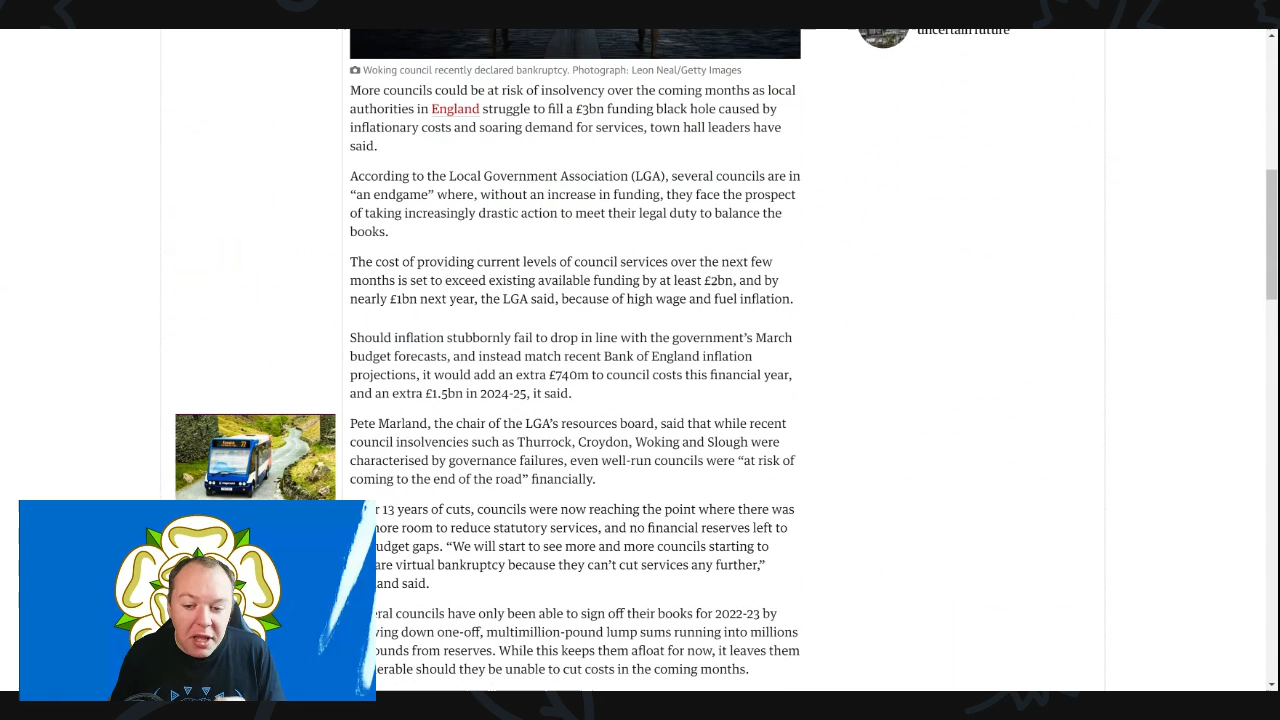 uncertain future
Woking council recently declared bankruptcy. Photograph: Leon Neal/Getty Images
More councils could be at risk of insolvency over the coming months as local
authorities in England struggle to fill a £3bn funding black hole caused by
inflationary costs and soaring demand for services, town hall leaders have
said.
According to the Local Government Association (LGA), several councils are in
“an endgame” where, without an increase in funding, they face the prospect
of taking increasingly drastic action to meet their legal duty to balance the
books.
The cost of providing current levels of council services over the next few
months is set to exceed existing available funding by at least £2bn, and by
nearly £1bn next year, the LGA said, because of high wage and fuel inflation.
Should inflation stubbornly fail to drop in line with the government’s March
budget forecasts, and instead match recent Bank of England inflation
projections, it would add an extra £740m to council costs this financial year,
and an extra £1.5bn in 2024-25, it said.
Pete Marland, the chair of the LGA’s resources board, said that while recent
council insolvencies such as Thurrock, Croydon, Woking and Slough were
characterised by governance failures, even well-run councils were “at risk of
coming to the end of the road” financially.
r 13 years of cuts, councils were now reaching the point where there was
ore room to reduce statutory services, and no financial reserves left to
udget gaps. “We will start to see more and more councils starting to
are virtual bankruptcy because they can’t cut services any further,”
and said.
eral councils have only been able to sign off their books for 2022-23 by
ving down one-off, multimillion-pound lump sums running into millions
ounds from reserves. While this keeps them afloat for now, it leaves them
erable should they be unable to cut costs in the coming months.